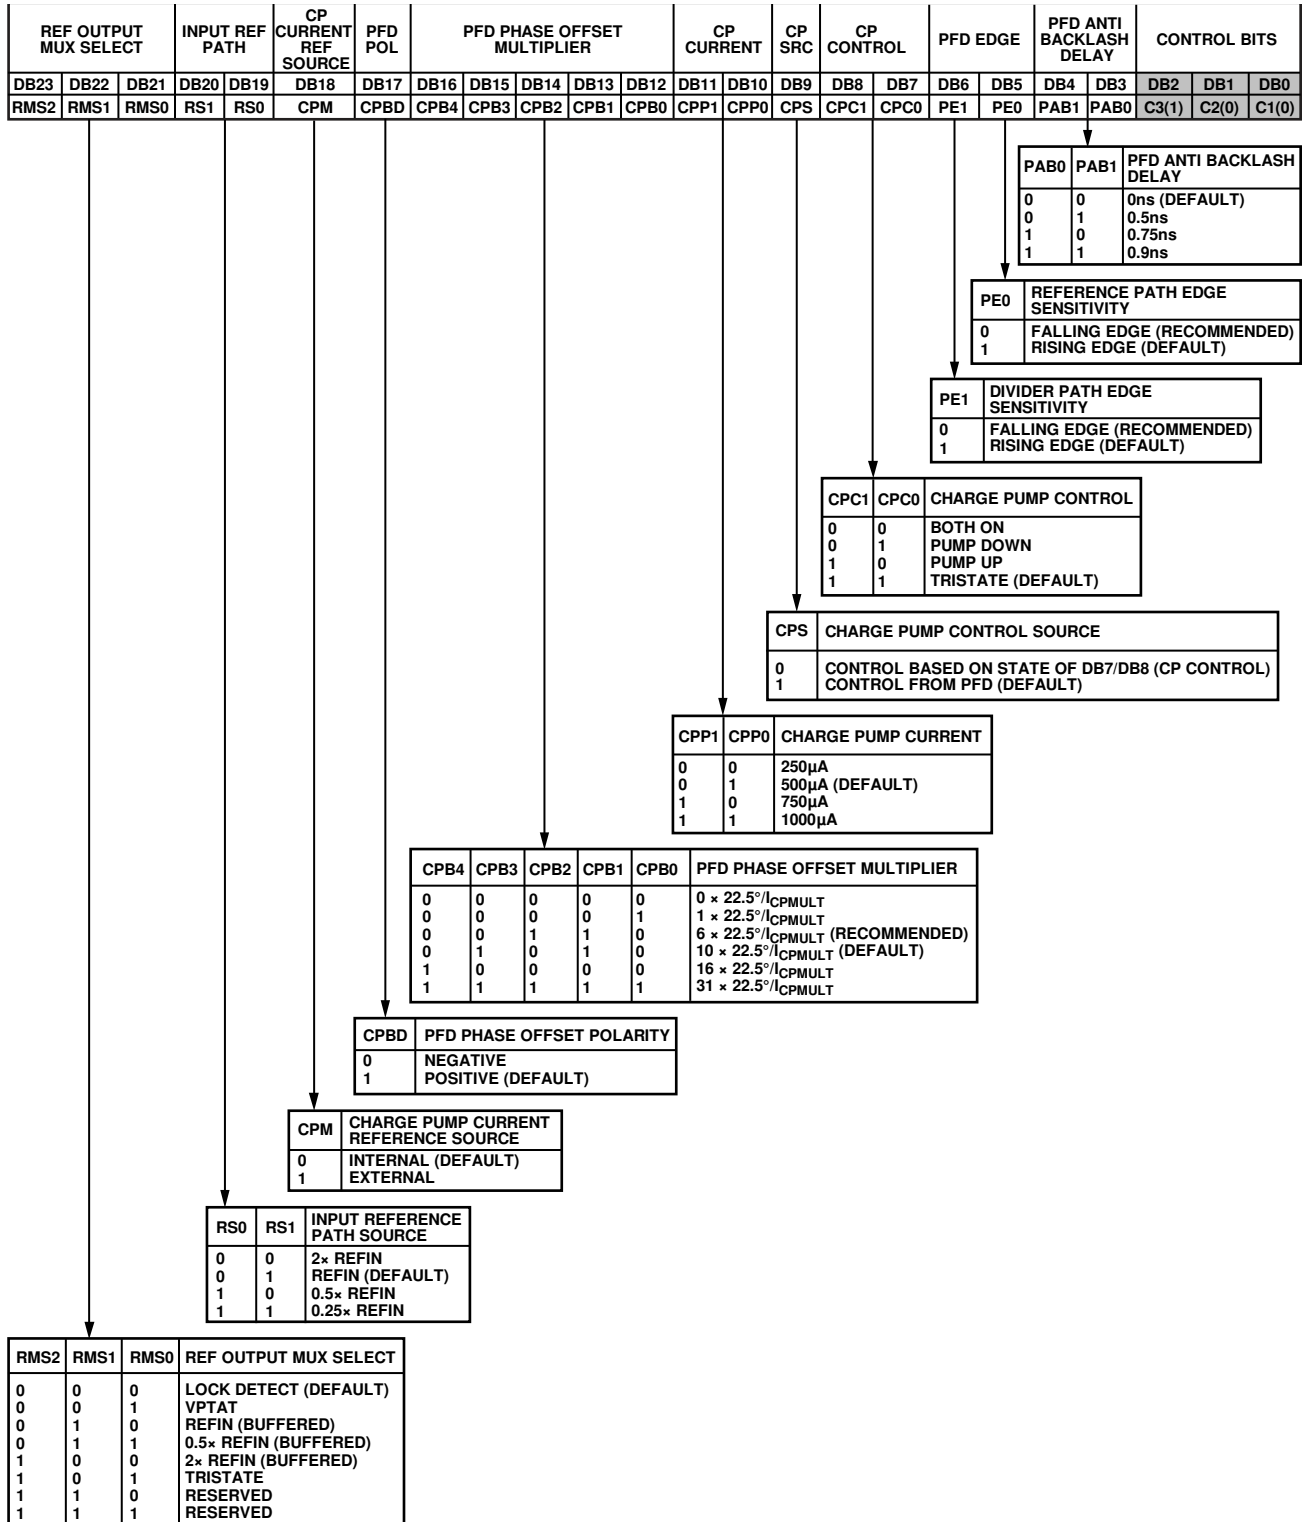 REF OUTPUT MUX SELECT INPUT REF PATH CP CURRENT REF SOURCE PFD POL PFD PHASE OFFSET MULTIPLIER CP CURRENT CP SRC CP CONTROL PFD EDGE PFD ANTI BACKLASH DELAY CONTROL BITS
DB23 DB22 DB21 DB20 DB19 DB18 DB17 DB16 DB15 DB14 DB13 DB12 DB11 DB10 DB9 DB8 DB7 DB6 DB5 DB4 DB3 DB2 DB1 DB0
RMS2 RMS1 RMS0 RS1 RS0 CPM CPBD CPB4 CPB3 CPB2 CPB1 CPB0 CPP1 CPP0 CPS CPC1 CPC0 PE1 PE0 PAB1 PAB0 C3(1) C2(0) C1(0)
PAB0 PAB1 PFD ANTI BACKLASH DELAY
0 0 0ns (DEFAULT)
0 1 0.5ns
1 0 0.75ns
1 1 0.9ns
PE0 REFERENCE PATH EDGE SENSITIVITY
0 FALLING EDGE (RECOMMENDED)
1 RISING EDGE (DEFAULT)
PE1 DIVIDER PATH EDGE SENSITIVITY
0 FALLING EDGE (RECOMMENDED)
1 RISING EDGE (DEFAULT)
CPC1 CPC0 CHARGE PUMP CONTROL
0 0 BOTH ON
0 1 PUMP DOWN
1 0 PUMP UP
1 1 TRISTATE (DEFAULT)
CPS CHARGE PUMP CONTROL SOURCE
0 CONTROL BASED ON STATE OF DB7/DB8 (CP CONTROL)
1 CONTROL FROM PFD (DEFAULT)
CPP1 CPP0 CHARGE PUMP CURRENT
0 0 250µA
0 1 500µA (DEFAULT)
1 0 750µA
1 1 1000µA
CPB4 CPB3 CPB2 CPB1 CPB0 PFD PHASE OFFSET MULTIPLIER
0 0 0 0 0 0 × 22.5°/ICPMULT
0 0 0 0 1 1 × 22.5°/ICPMULT
0 0 1 1 0 6 × 22.5°/ICPMULT (RECOMMENDED)
0 1 0 1 0 10 × 22.5°/ICPMULT (DEFAULT)
1 0 0 0 0 16 × 22.5°/ICPMULT
1 1 1 1 1 31 × 22.5°/ICPMULT
CPBD PFD PHASE OFFSET POLARITY
0 NEGATIVE
1 POSITIVE (DEFAULT)
CPM CHARGE PUMP CURRENT REFERENCE SOURCE
0 INTERNAL (DEFAULT)
1 EXTERNAL
RS0 RS1 INPUT REFERENCE PATH SOURCE
0 0 2× REFIN
0 1 REFIN (DEFAULT)
1 0 0.5× REFIN
1 1 0.25× REFIN
RMS2 RMS1 RMS0 REF OUTPUT MUX SELECT
0 0 0 LOCK DETECT (DEFAULT)
0 0 1 VPTAT
0 1 0 REFIN (BUFFERED)
0 1 1 0.5× REFIN (BUFFERED)
1 0 0 2× REFIN (BUFFERED)
1 0 1 TRISTATE
1 1 0 RESERVED
1 1 1 RESERVED